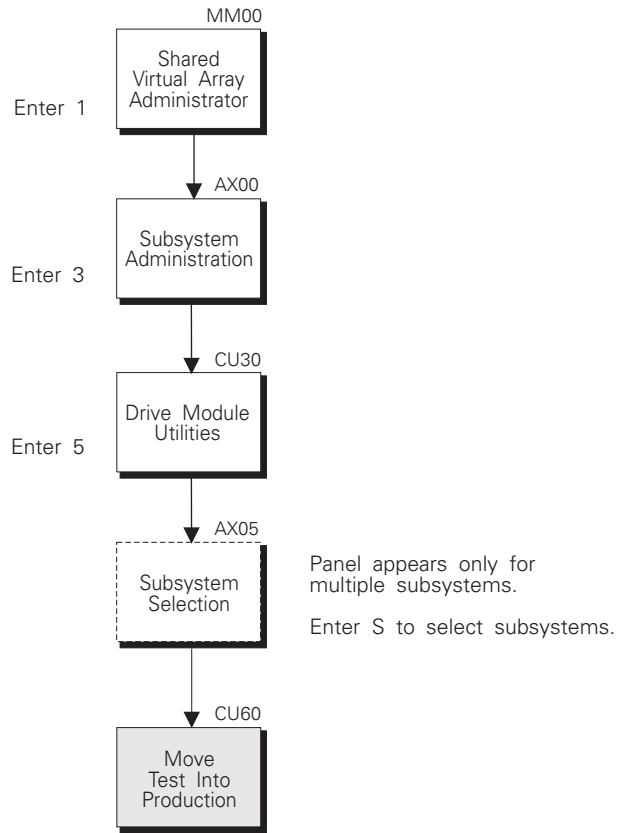 MM00
Shared
Virtual Array
Administrator
Enter 1
AX00
Subsystem
Administration
Enter 3
CU30
Drive Module
Utilities
Enter 5
AX05
Subsystem
Selection
Panel appears only for
multiple subsystems.
Enter S to select subsystems.
CU60
Move
Test Into
Production